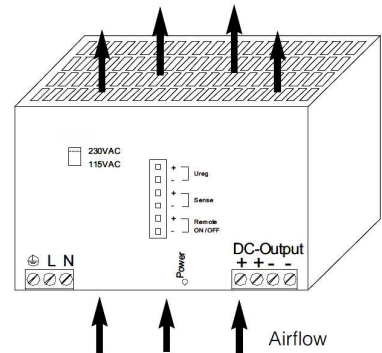 230VAC
115VAC
+
- Ureg
+
- Sense
+ Remote
- ON/OFF
Power
DC-Output
+ + - -
⏚ L N
Airflow